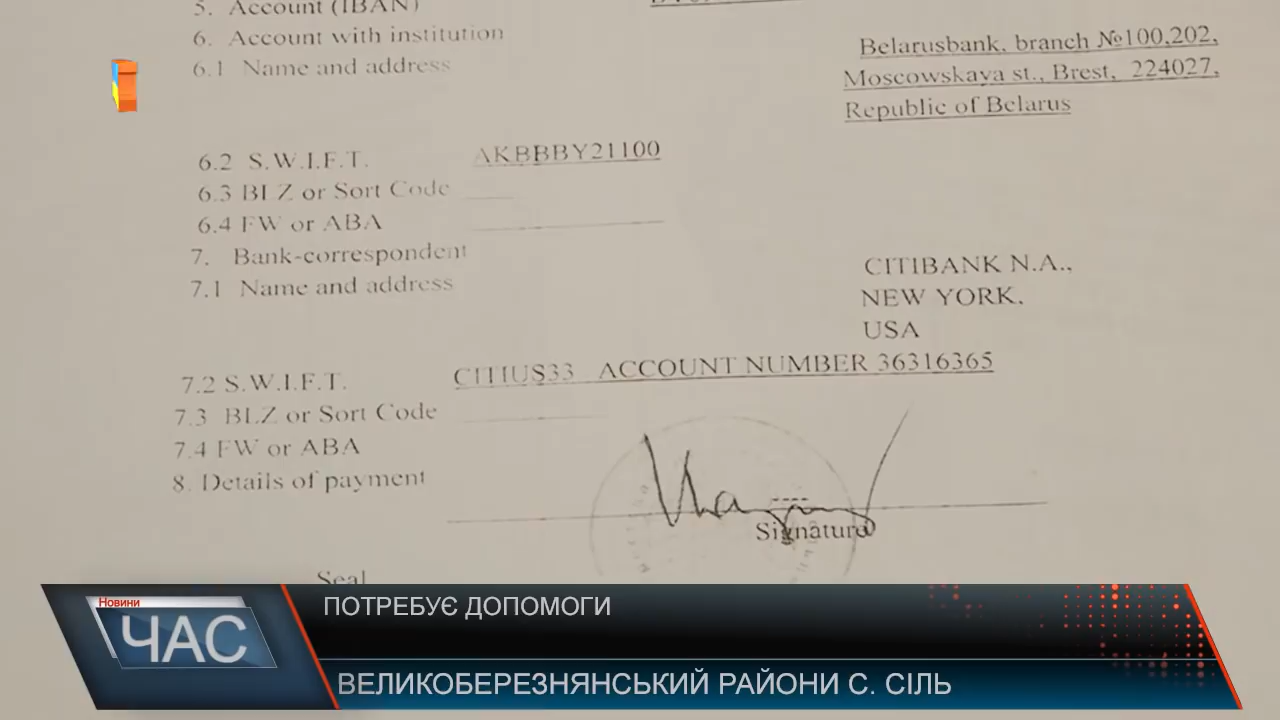 5. Account (IBAN)
6. Account with institution
6.1 Name and address
Belarusbank, branch №100,202,
Moscowskaya st., Brest, 224027,
Republic of Belarus
6.2 S.W.I.F.T. AKBBBY21100
6.3 BLZ or Sort Code
6.4 FW or ABA
7. Bank-correspondent
7.1 Name and address
CITIBANK N.A.,
NEW YORK,
USA
7.2 S.W.I.F.T. CITIUS33 ACCOUNT NUMBER 36316365
7.3 BLZ or Sort Code
7.4 FW or ABA
8. Details of payment
Signature
Seal
Новини
ЧАС
ПОТРЕБУЄ ДОПОМОГИ
ВЕЛИКОБЕРЕЗНЯНСЬКИЙ РАЙОНИ С. СІЛЬ